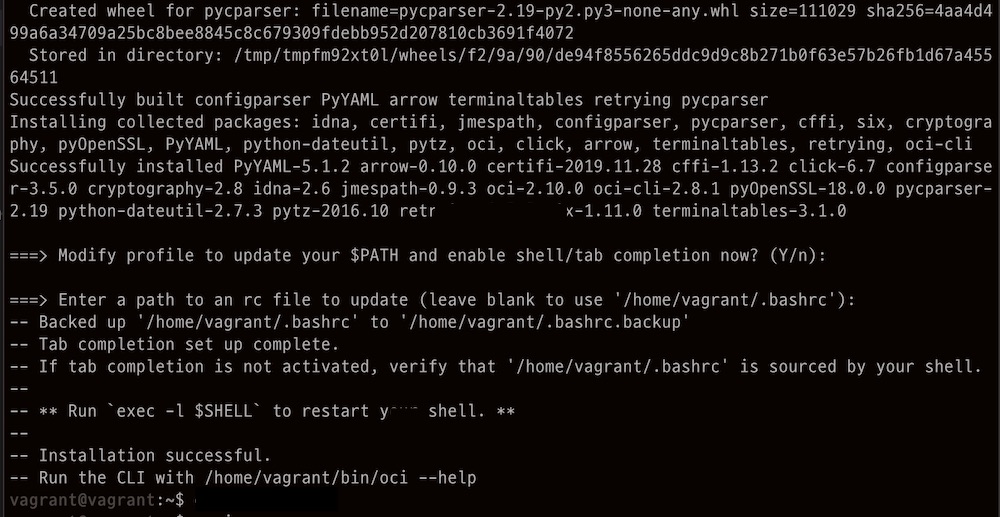 Created wheel for pycparser: filename=pycparser-2.19-py2.py3-none-any.whl size=111029 sha256=4aa4d4
99a6a34709a25bc8bee8845c8c679309fdebb952d207810cb3691f4072
Stored in directory: /tmp/tmpfm92xt0l/wheels/f2/9a/90/de94f8556265ddc9d9c8b271b0f63e57b26fb1d67a455
64511
Successfully built configparser PyYAML arrow terminaltables retrying pycparser
Installing collected packages: idna, certifi, jmespath, configparser, pycparser, cffi, six, cryptogra
phy, pyOpenSSL, PyYAML, python-dateutil, pytz, oci, click, arrow, terminaltables, retrying, oci-cli
Successfully installed PyYAML-5.1.2 arrow-0.10.0 certifi-2019.11.28 cffi-1.13.2 click-6.7 configparse
r-3.5.0 cryptography-2.8 idna-2.6 jmespath-0.9.3 oci-2.10.0 oci-cli-2.8.1 pyOpenSSL-18.0.0 pycparser-
2.19 python-dateutil-2.7.3 pytz-2016.10 retr x-1.11.0 terminaltables-3.1.0
===> Modify profile to update your $PATH and enable shell/tab completion now? (Y/n):
===> Enter a path to an rc file to update (leave blank to use '/home/vagrant/.bashrc'):
-- Backed up '/home/vagrant/.bashrc' to '/home/vagrant/.bashrc.backup'
-- Tab completion set up complete.
-- If tab completion is not activated, verify that '/home/vagrant/.bashrc' is sourced by your shell.
--
-- ** Run `exec -l $SHELL` to restart shell. **
--
-- Installation successful.
-- Run the CLI with /home/vagrant/bin/oci --help
vagrant@vagrant:~$